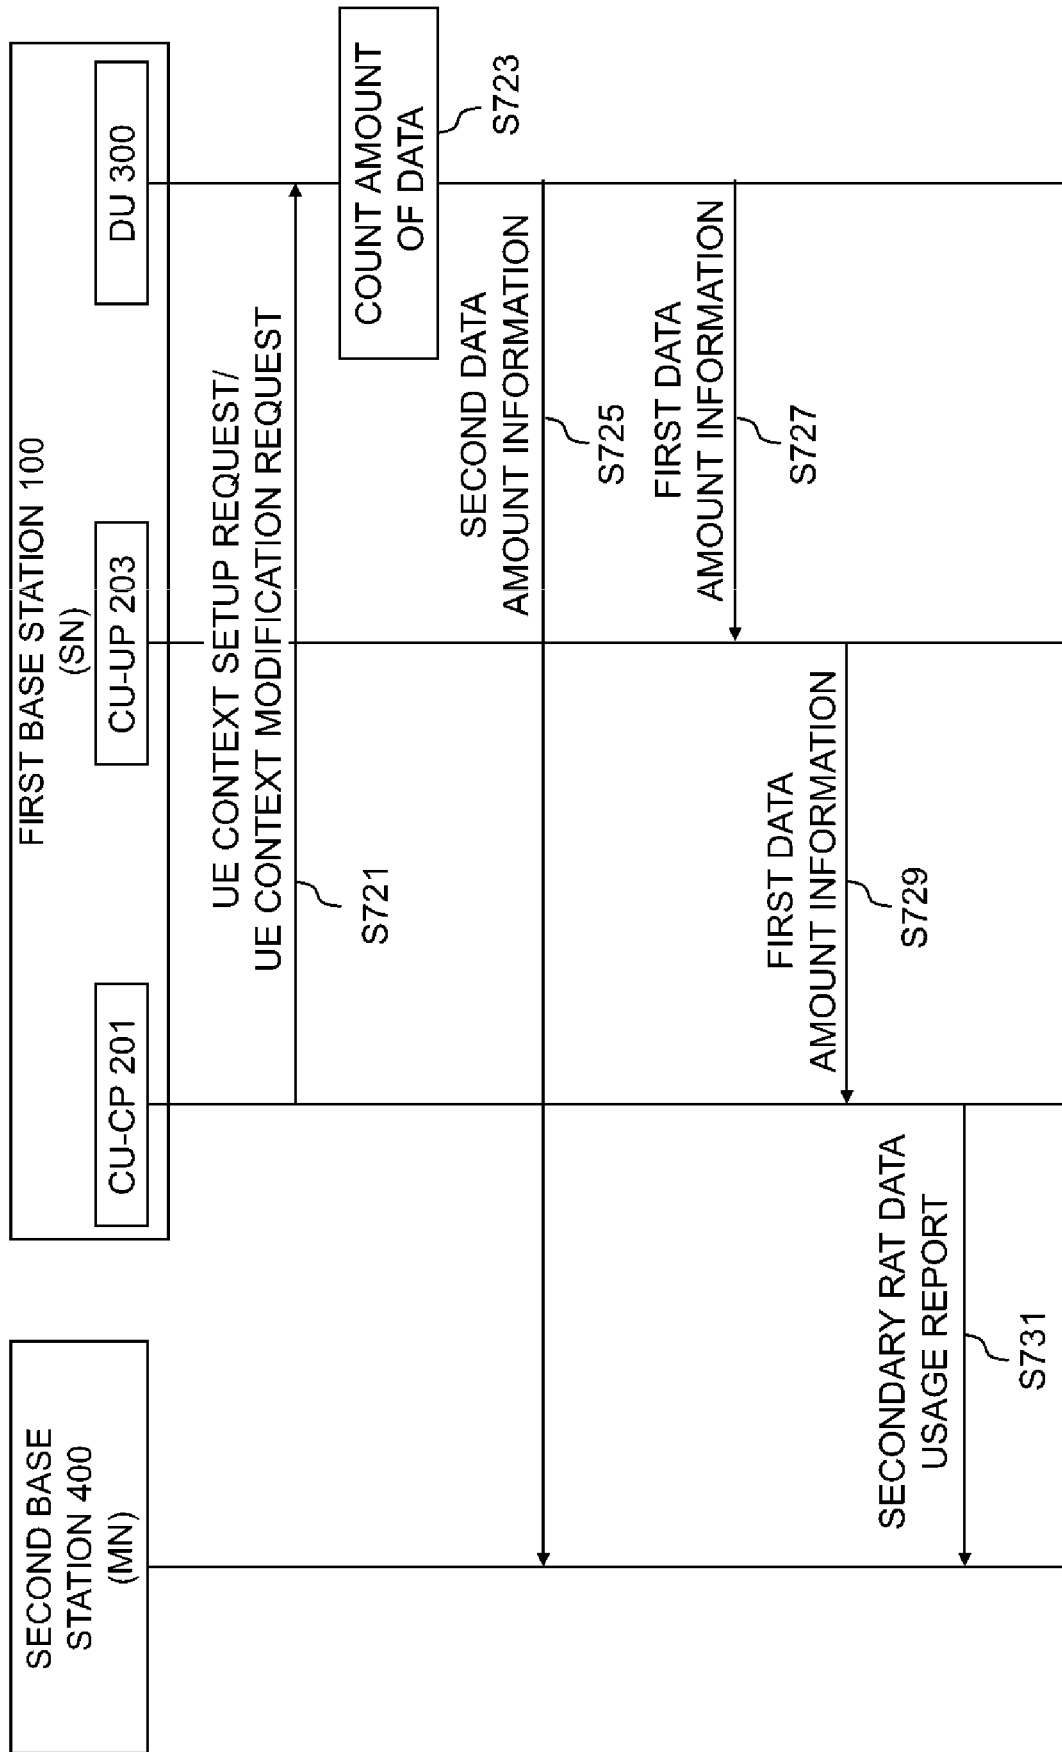 SECOND BASE
STATION 400
(MN)
FIRST BASE STATION 100
(SN)
CU-CP 201
CU-UP 203
DU 300
UE CONTEXT SETUP REQUEST/
UE CONTEXT MODIFICATION REQUEST
S721
COUNT AMOUNT
OF DATA
S723
SECOND DATA
AMOUNT INFORMATION
S725
FIRST DATA
AMOUNT INFORMATION
S727
FIRST DATA
AMOUNT INFORMATION
S729
SECONDARY RAT DATA
USAGE REPORT
S731